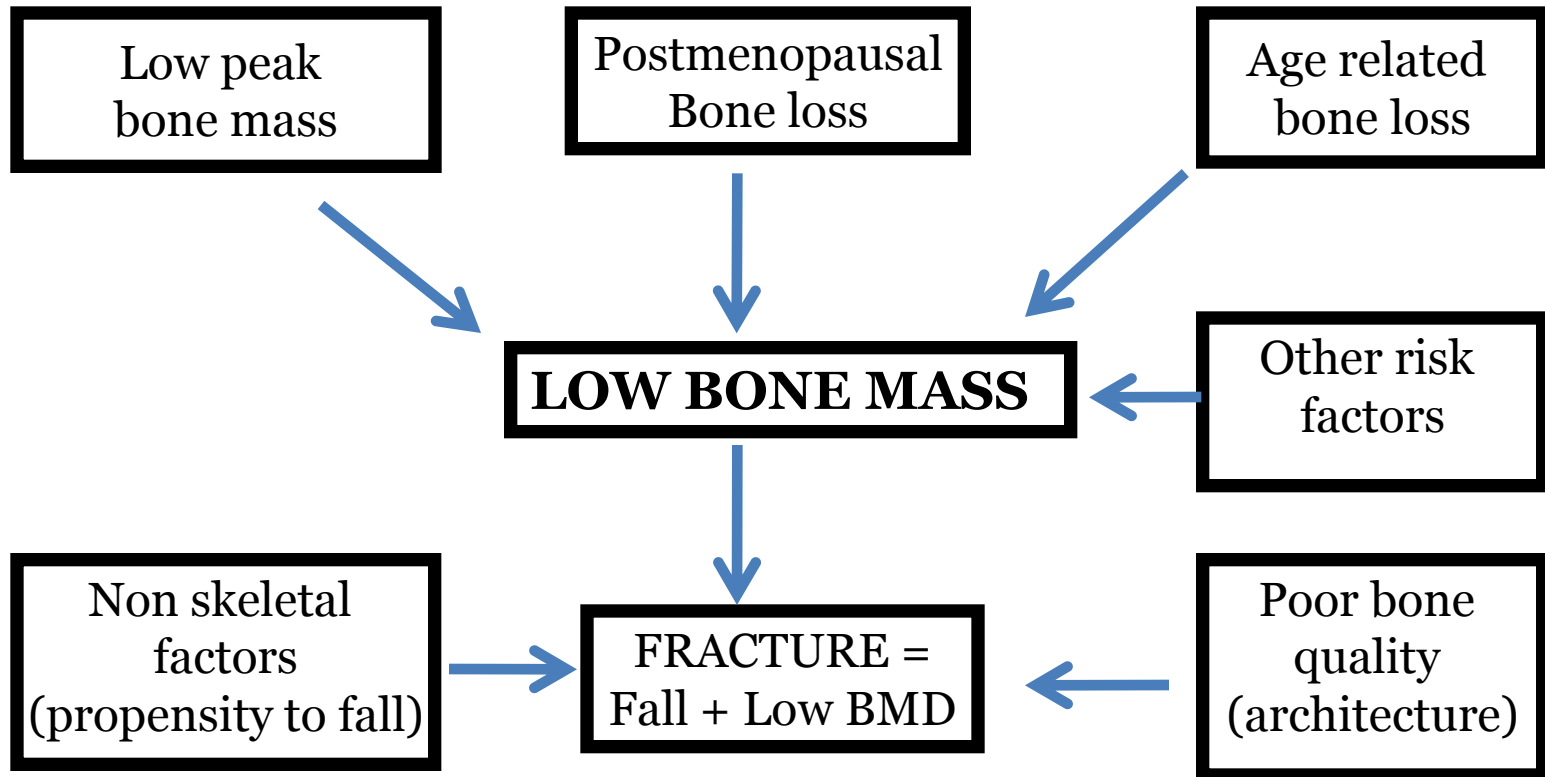 Low peak
bone mass
Postmenopausal
Bone loss
Age related
bone loss
LOW BONE MASS
Other risk
factors
Non skeletal
factors
(propensity to fall)
FRACTURE =
Fall + Low BMD
Poor bone
quality
(architecture)